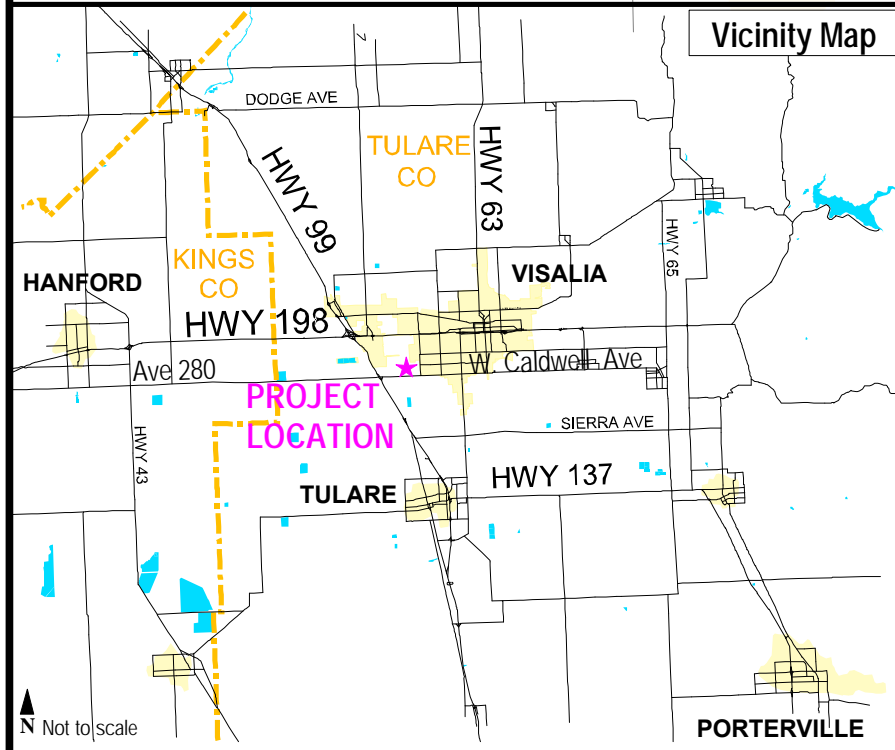 Vicinity Map
DODGE AVE
TULARE
CO
HWY 63
HWY 99
HWY 65
KINGS
CO
HANFORD
VISALIA
HWY 198
Ave 280
W Caldwell Ave
PROJECT
LOCATION
SIERRA AVE
HWY 43
HWY 137
TULARE
N Not to scale
PORTERVILLE